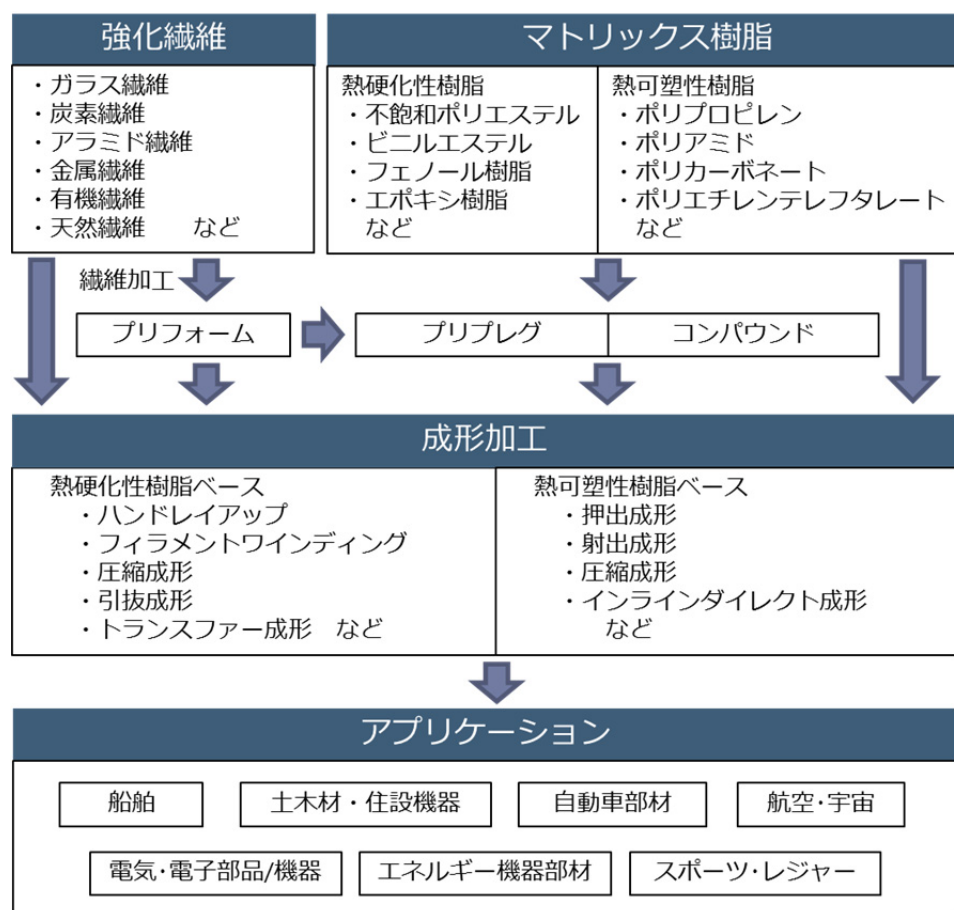 強化繊維
・ガラス繊維
・炭素繊維
・アラミド繊維
・金属繊維
・有機繊維
・天然繊維　　など
マトリックス樹脂
熱硬化性樹脂
・不飽和ポリエステル
・ビニルエステル
・フェノール樹脂
・エポキシ樹脂
など
熱可塑性樹脂
・ポリプロピレン
・ポリアミド
・ポリカーボネート
・ポリエチレンテレフタレート
など
繊維加工
プリフォーム
プリプレグ
コンパウンド
成形加工
熱硬化性樹脂ベース
・ハンドレイアップ
・フィラメントワインディング
・圧縮成形
・引抜成形
・トランスファー成形　など
熱可塑性樹脂ベース
・押出成形
・射出成形
・圧縮成形
・インラインダイレクト成形
など
アプリケーション
船舶
土木材・住設機器
自動車部材
航空・宇宙
電気・電子部品/機器
エネルギー機器部材
スポーツ・レジャー